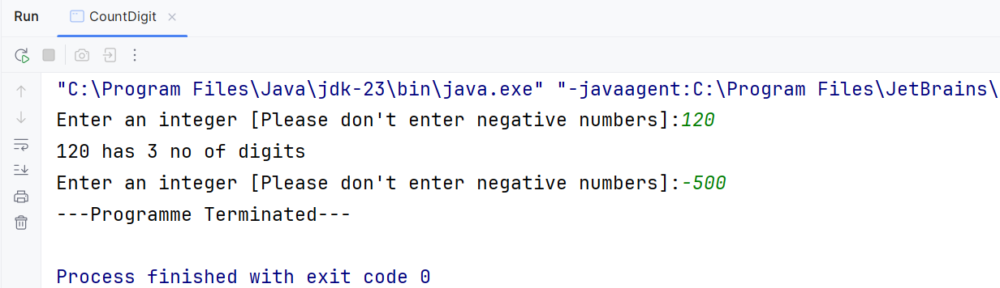 Run CountDigit
"C:\Program Files\Java\jdk-23\bin\java.exe" "-javaagent:C:\Program Files\JetBrains\
Enter an integer [Please don't enter negative numbers]:120
120 has 3 no of digits
Enter an integer [Please don't enter negative numbers]:-500
---Programme Terminated---
Process finished with exit code 0